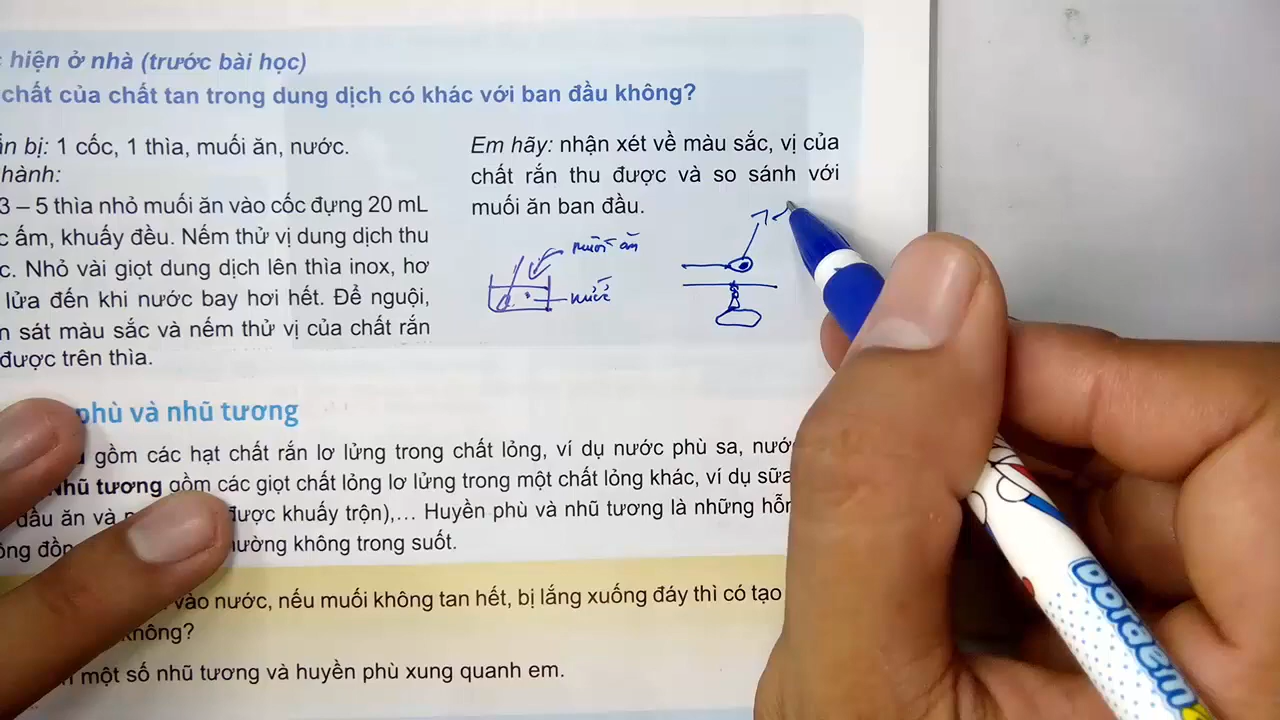 hiện ở nhà (trước bài học)
chất của chất tan trong dung dịch có khác với ban đầu không?
bị: 1 cốc, 1 thìa, muối ăn, nước.
hành:
3 – 5 thìa nhỏ muối ăn vào cốc đựng 20 mL
ấm, khuấy đều. Nếm thử vị dung dịch thu
Nhỏ vài giọt dung dịch lên thìa inox, hơ
lửa đến khi nước bay hơi hết. Để nguội,
sát màu sắc và nếm thử vị của chất rắn
được trên thìa.
Em hãy: nhận xét về màu sắc, vị của
chất rắn thu được và so sánh với
muối ăn ban đầu.
muối ăn
nước
phù và nhũ tương
gồm các hạt chất rắn lơ lửng trong chất lỏng, ví dụ nước phù sa,
Nhũ tương gồm các giọt chất lỏng lơ lửng trong một chất lỏng khác, ví dụ sữa
dầu ăn và được khuấy trộn),... Huyền phù và nhũ tương là những
không trong suốt.
vào nước, nếu muối không tan hết, bị lắng xuống đáy thì có tạo
không?
một số nhũ tương và huyền phù xung quanh em.
Doraemon